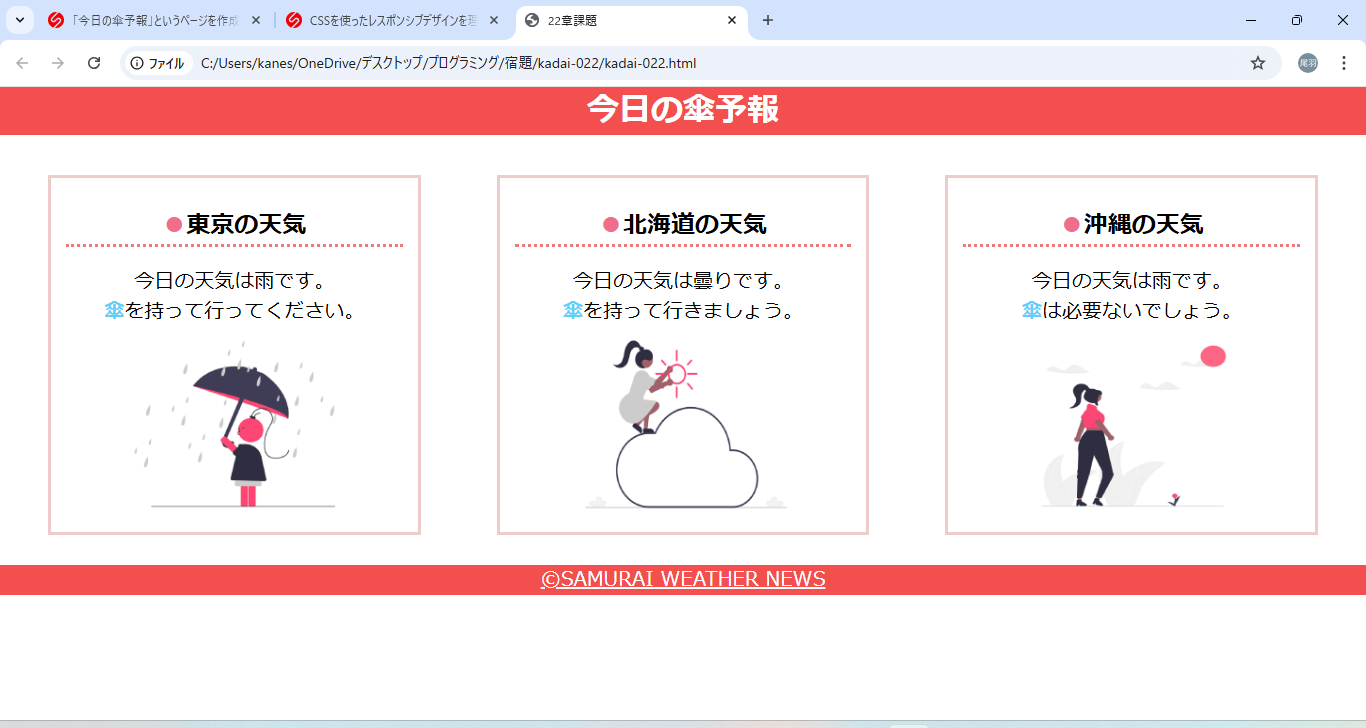 「今日の傘予報」というページを作成
CSSを使ったレスポンシブデザインを理
22章課題
ファイル
C:/Users/kanes/OneDrive/デスクトップ/プログラミング/宿題/kadai-022/kadai-022.html
尾羽
今日の傘予報
●東京の天気
今日の天気は雨です。
傘を持って行ってください。
●北海道の天気
今日の天気は曇りです。
傘を持って行きましょう。
●沖縄の天気
今日の天気は雨です。
傘は必要ないでしょう。
©SAMURAI WEATHER NEWS